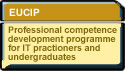 EUCIP
Professional competence
development programme
for IT practioners and
undergraduates